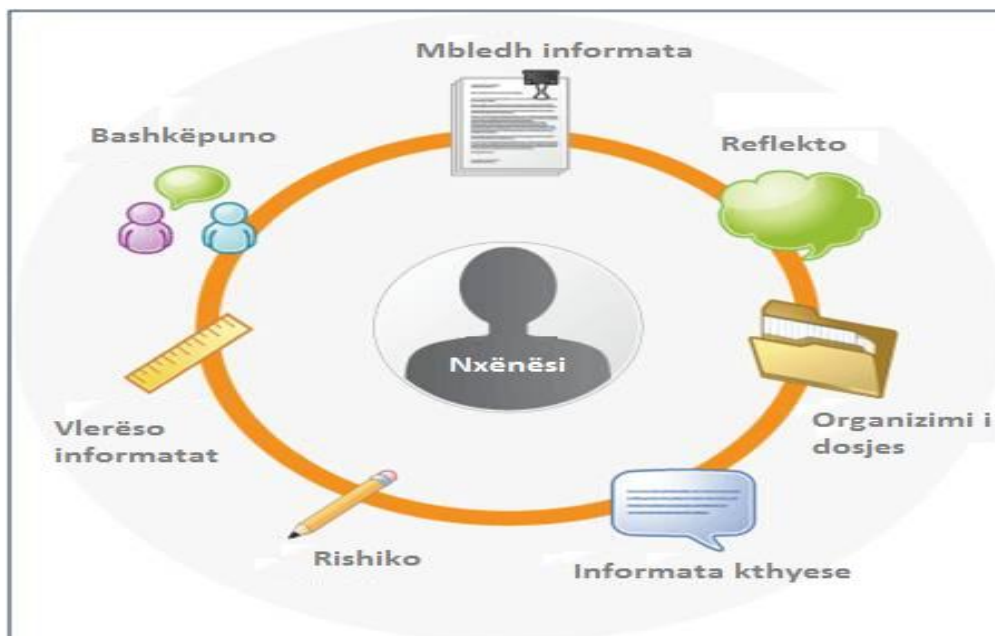 Mbledh informata
Bashkëpuno
Reflekto
Nxënësi
Organizimi i
dosjes
Vlerëso
informatat
Rishiko
Informata kthyese